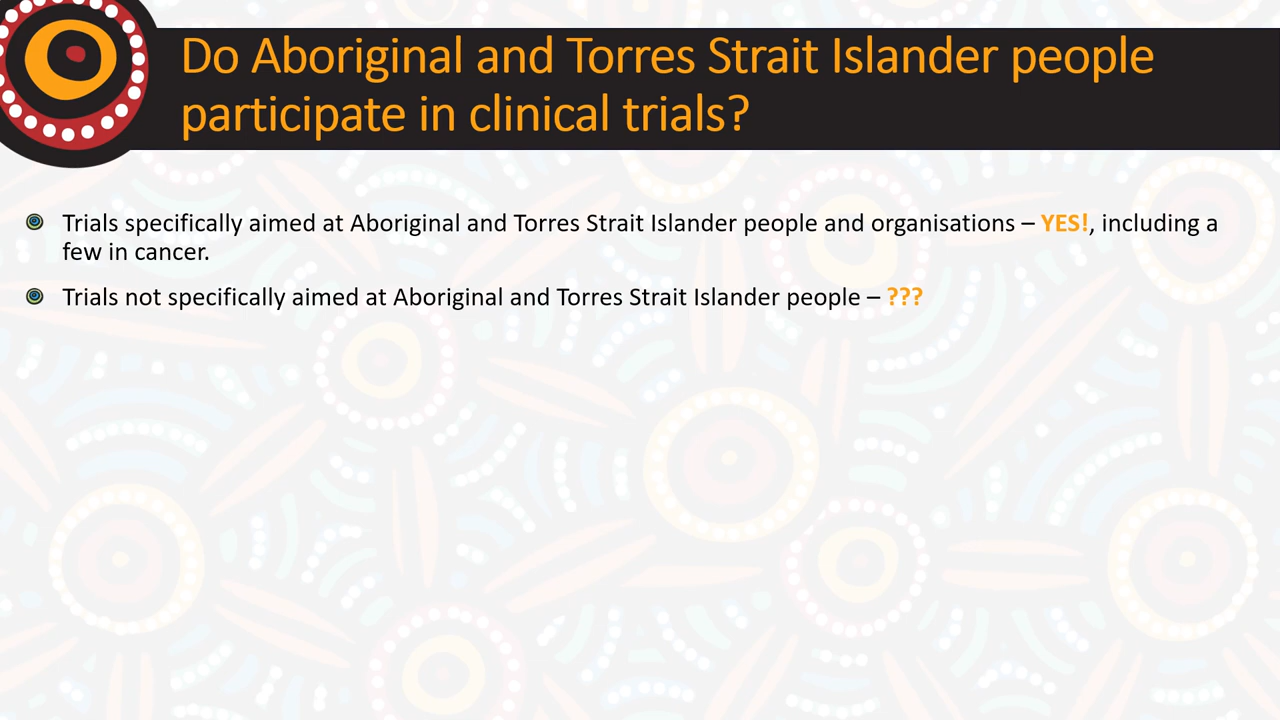 Do Aboriginal and Torres Strait Islander people
participate in clinical trials?
Trials specifically aimed at Aboriginal and Torres Strait Islander people and organisations – YES!, including a
few in cancer.
Trials not specifically aimed at Aboriginal and Torres Strait Islander people – ???